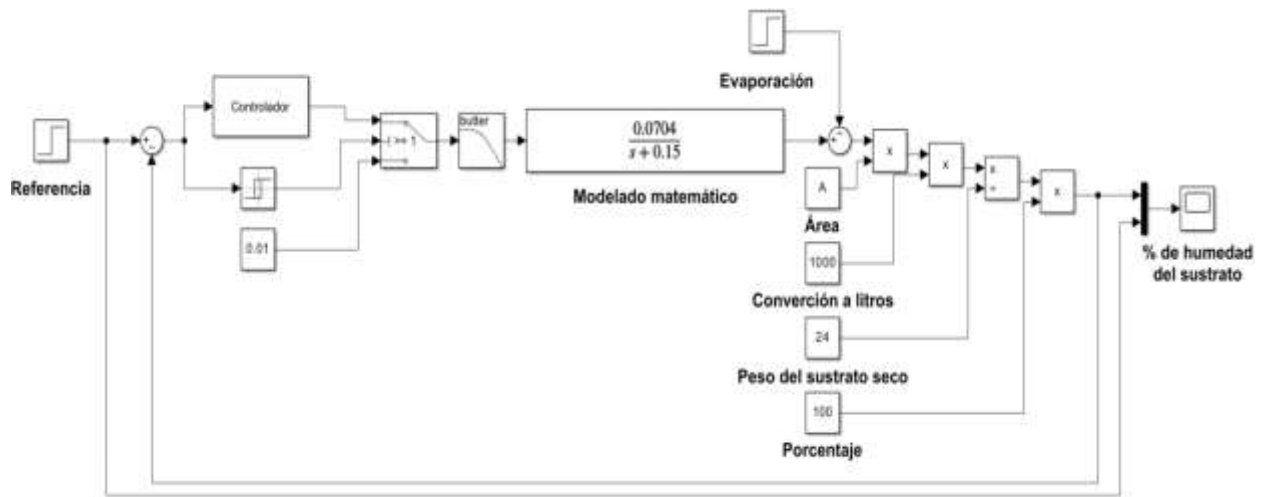 Evaporación
Controlador
butter
0.0704
s + 0.15
Referencia
Modelado matemático
0.01
x
x
x
÷
x
A
Área
1000
Converción a litros
24
Peso del sustrato seco
100
Porcentaje
% de humedad
del sustrato